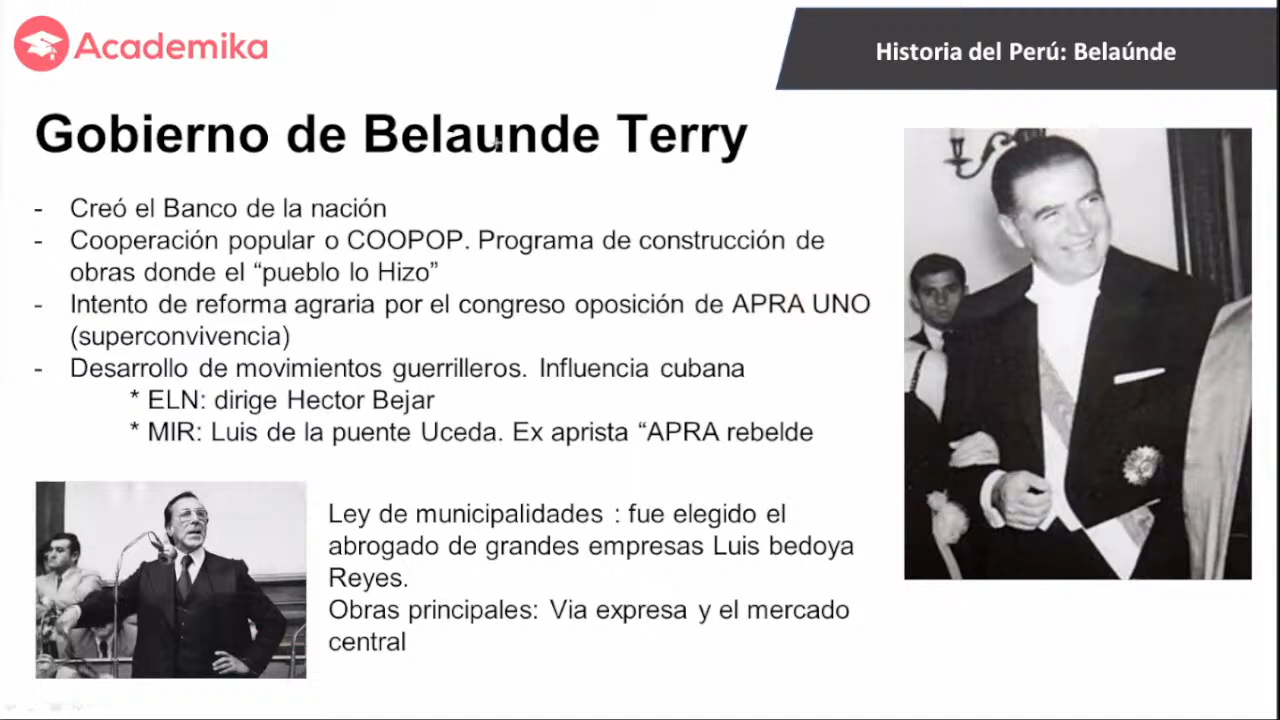 Academika
Historia del Perú: Belaúnde
Gobierno de Belaunde Terry
- Creó el Banco de la nación
- Cooperación popular o COOPOP. Programa de construcción de
obras donde el “pueblo lo Hizo”
- Intento de reforma agraria por el congreso oposición de APRA UNO
(superconvivencia)
- Desarrollo de movimientos guerrilleros. Influencia cubana
* ELN: dirige Hector Bejar
* MIR: Luis de la puente Uceda. Ex aprista “APRA rebelde
Ley de municipalidades : fue elegido el
abrogado de grandes empresas Luis bedoya
Reyes.
Obras principales: Via expresa y el mercado
central